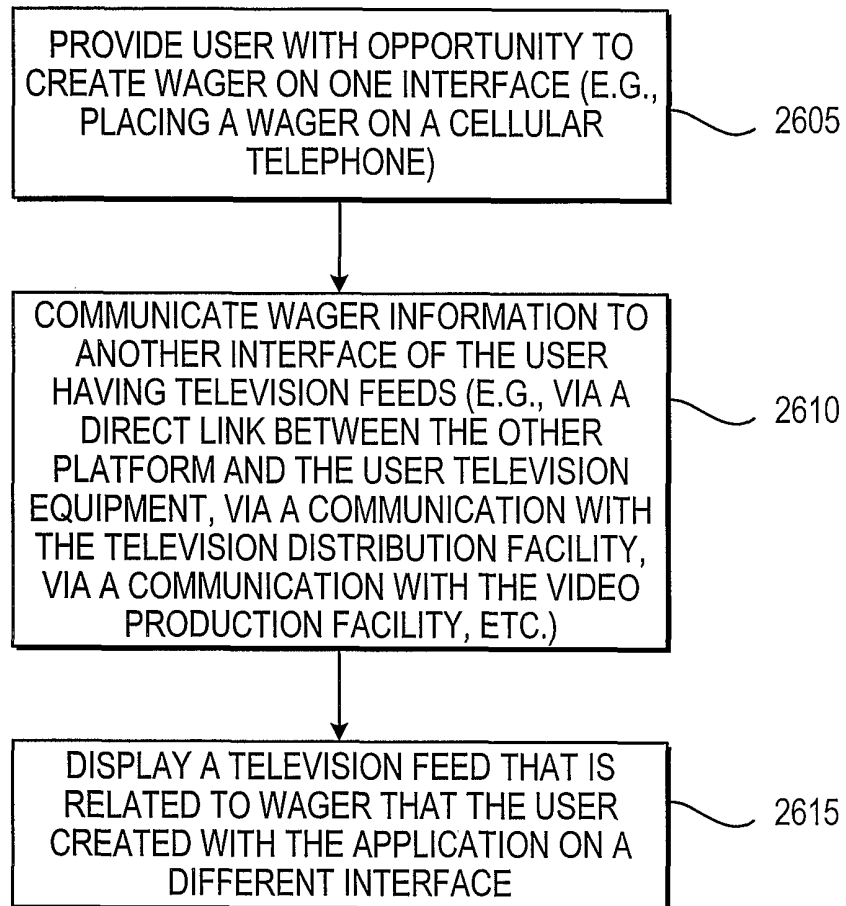 PROVIDE USER WITH OPPORTUNITY TO
CREATE WAGER ON ONE INTERFACE (E.G.,
PLACING A WAGER ON A CELLULAR
TELEPHONE)
2605
COMMUNICATE WAGER INFORMATION TO
ANOTHER INTERFACE OF THE USER
HAVING TELEVISION FEEDS (E.G., VIA A
DIRECT LINK BETWEEN THE OTHER
PLATFORM AND THE USER TELEVISION
EQUIPMENT, VIA A COMMUNICATION WITH
THE TELEVISION DISTRIBUTION FACILITY,
VIA A COMMUNICATION WITH THE VIDEO
PRODUCTION FACILITY, ETC.)
2610
DISPLAY A TELEVISION FEED THAT IS
RELATED TO WAGER THAT THE USER
CREATED WITH THE APPLICATION ON A
DIFFERENT INTERFACE
2615